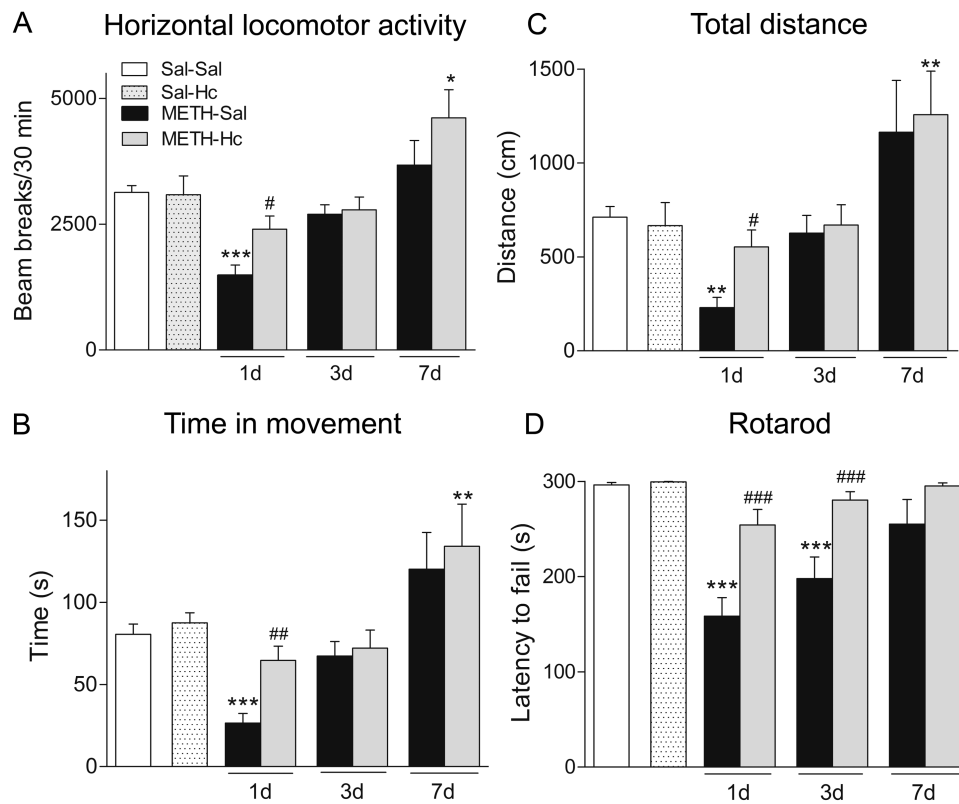 A Horizontal locomotor activity
Sal-Sal
Sal-Hc
METH-Sal
METH-Hc
Beam breaks/30 min
5000
2500
0
***
#
*
1d 3d 7d
C Total distance
Distance (cm)
1500
1000
500
0
**
#
**
1d 3d 7d
B Time in movement
Time (s)
150
100
50
0
***
##
**
1d 3d 7d
D Rotarod
Latency to fail (s)
300
200
100
0
***
###
***
###
1d 3d 7d